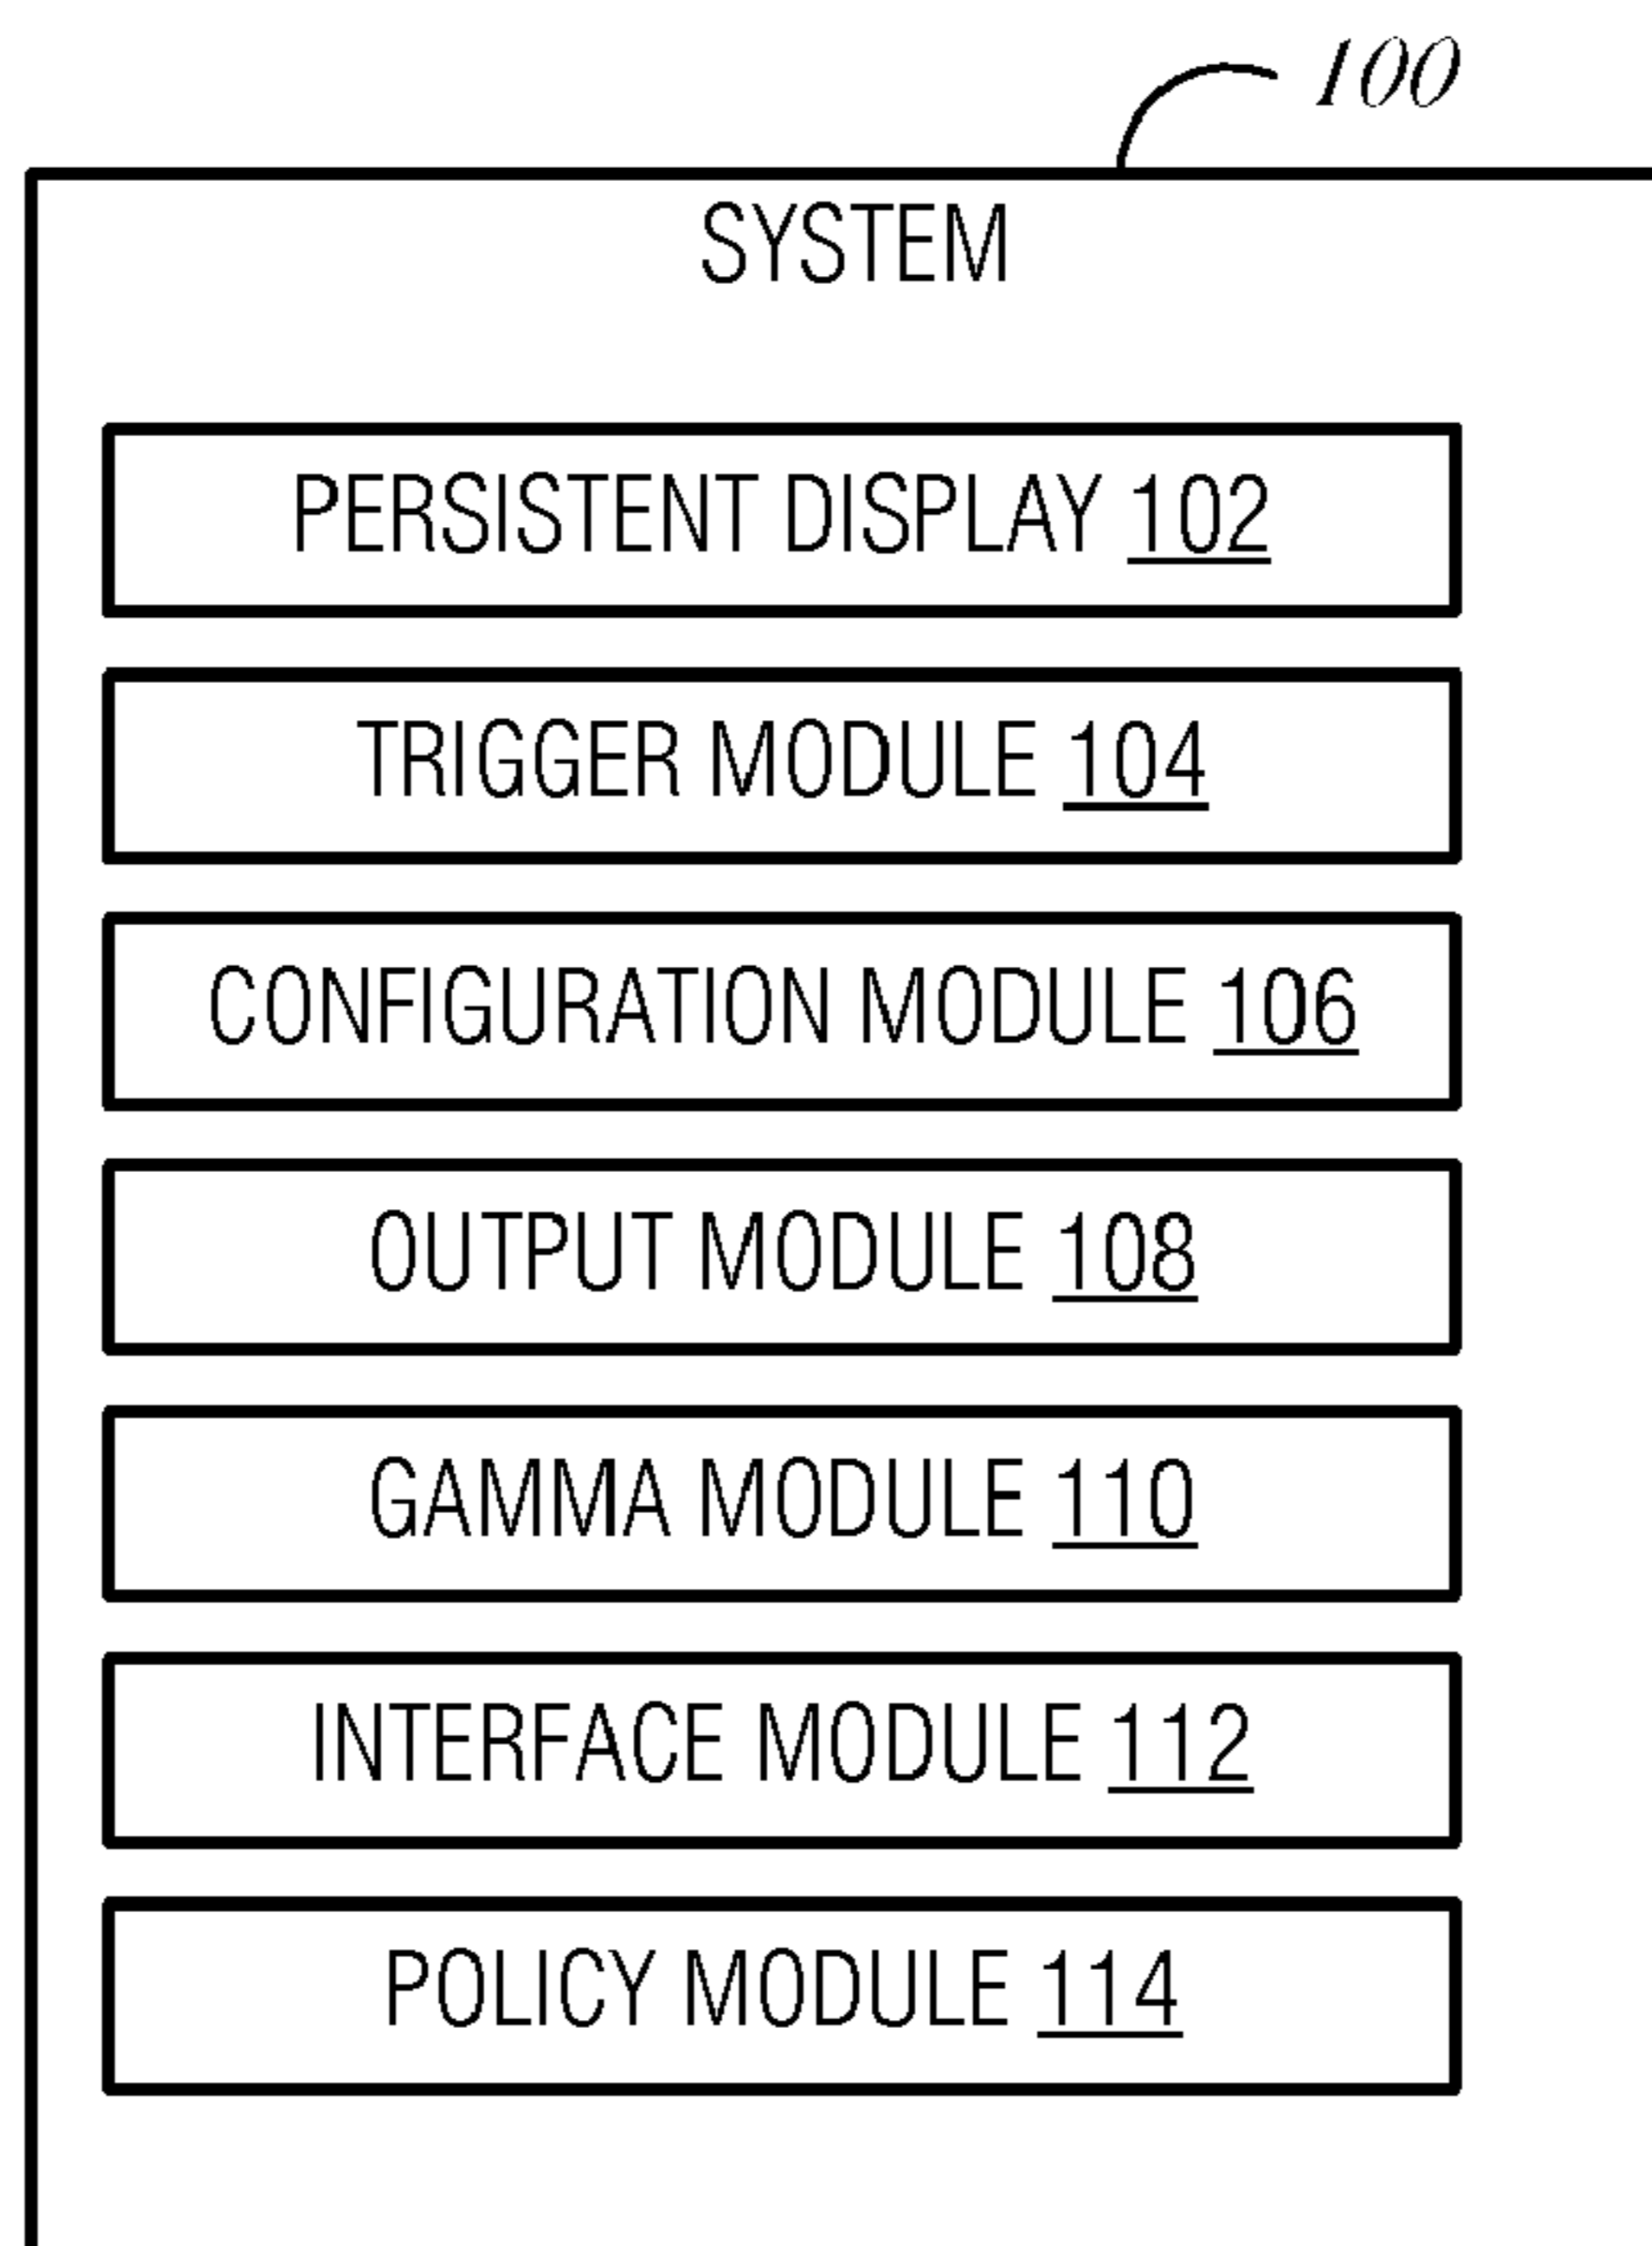 100
SYSTEM
PERSISTENT DISPLAY 102
TRIGGER MODULE 104
CONFIGURATION MODULE 106
OUTPUT MODULE 108
GAMMA MODULE 110
INTERFACE MODULE 112
POLICY MODULE 114